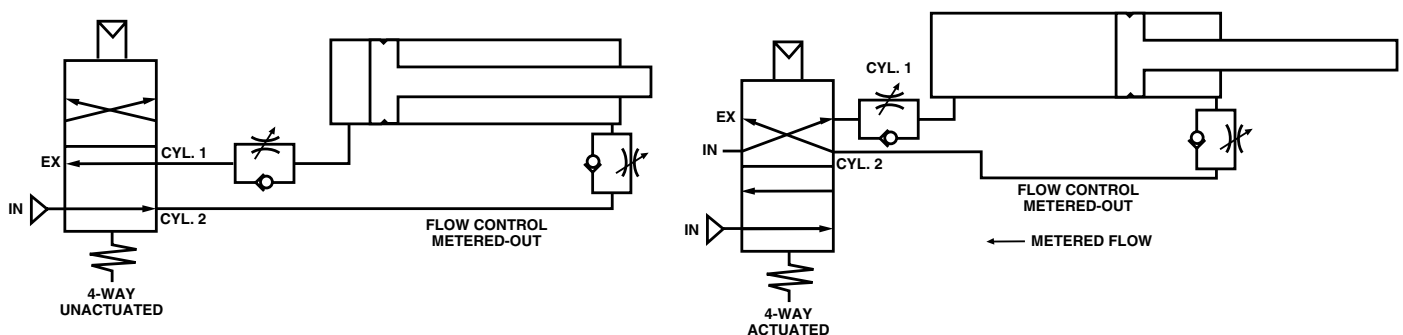 CYL. 1
EX
IN
CYL. 2
FLOW CONTROL
METERED-OUT
4-WAY
UNACTUATED
CYL. 1
EX
IN
CYL. 2
FLOW CONTROL
METERED-OUT
IN
METERED FLOW
4-WAY
ACTUATED